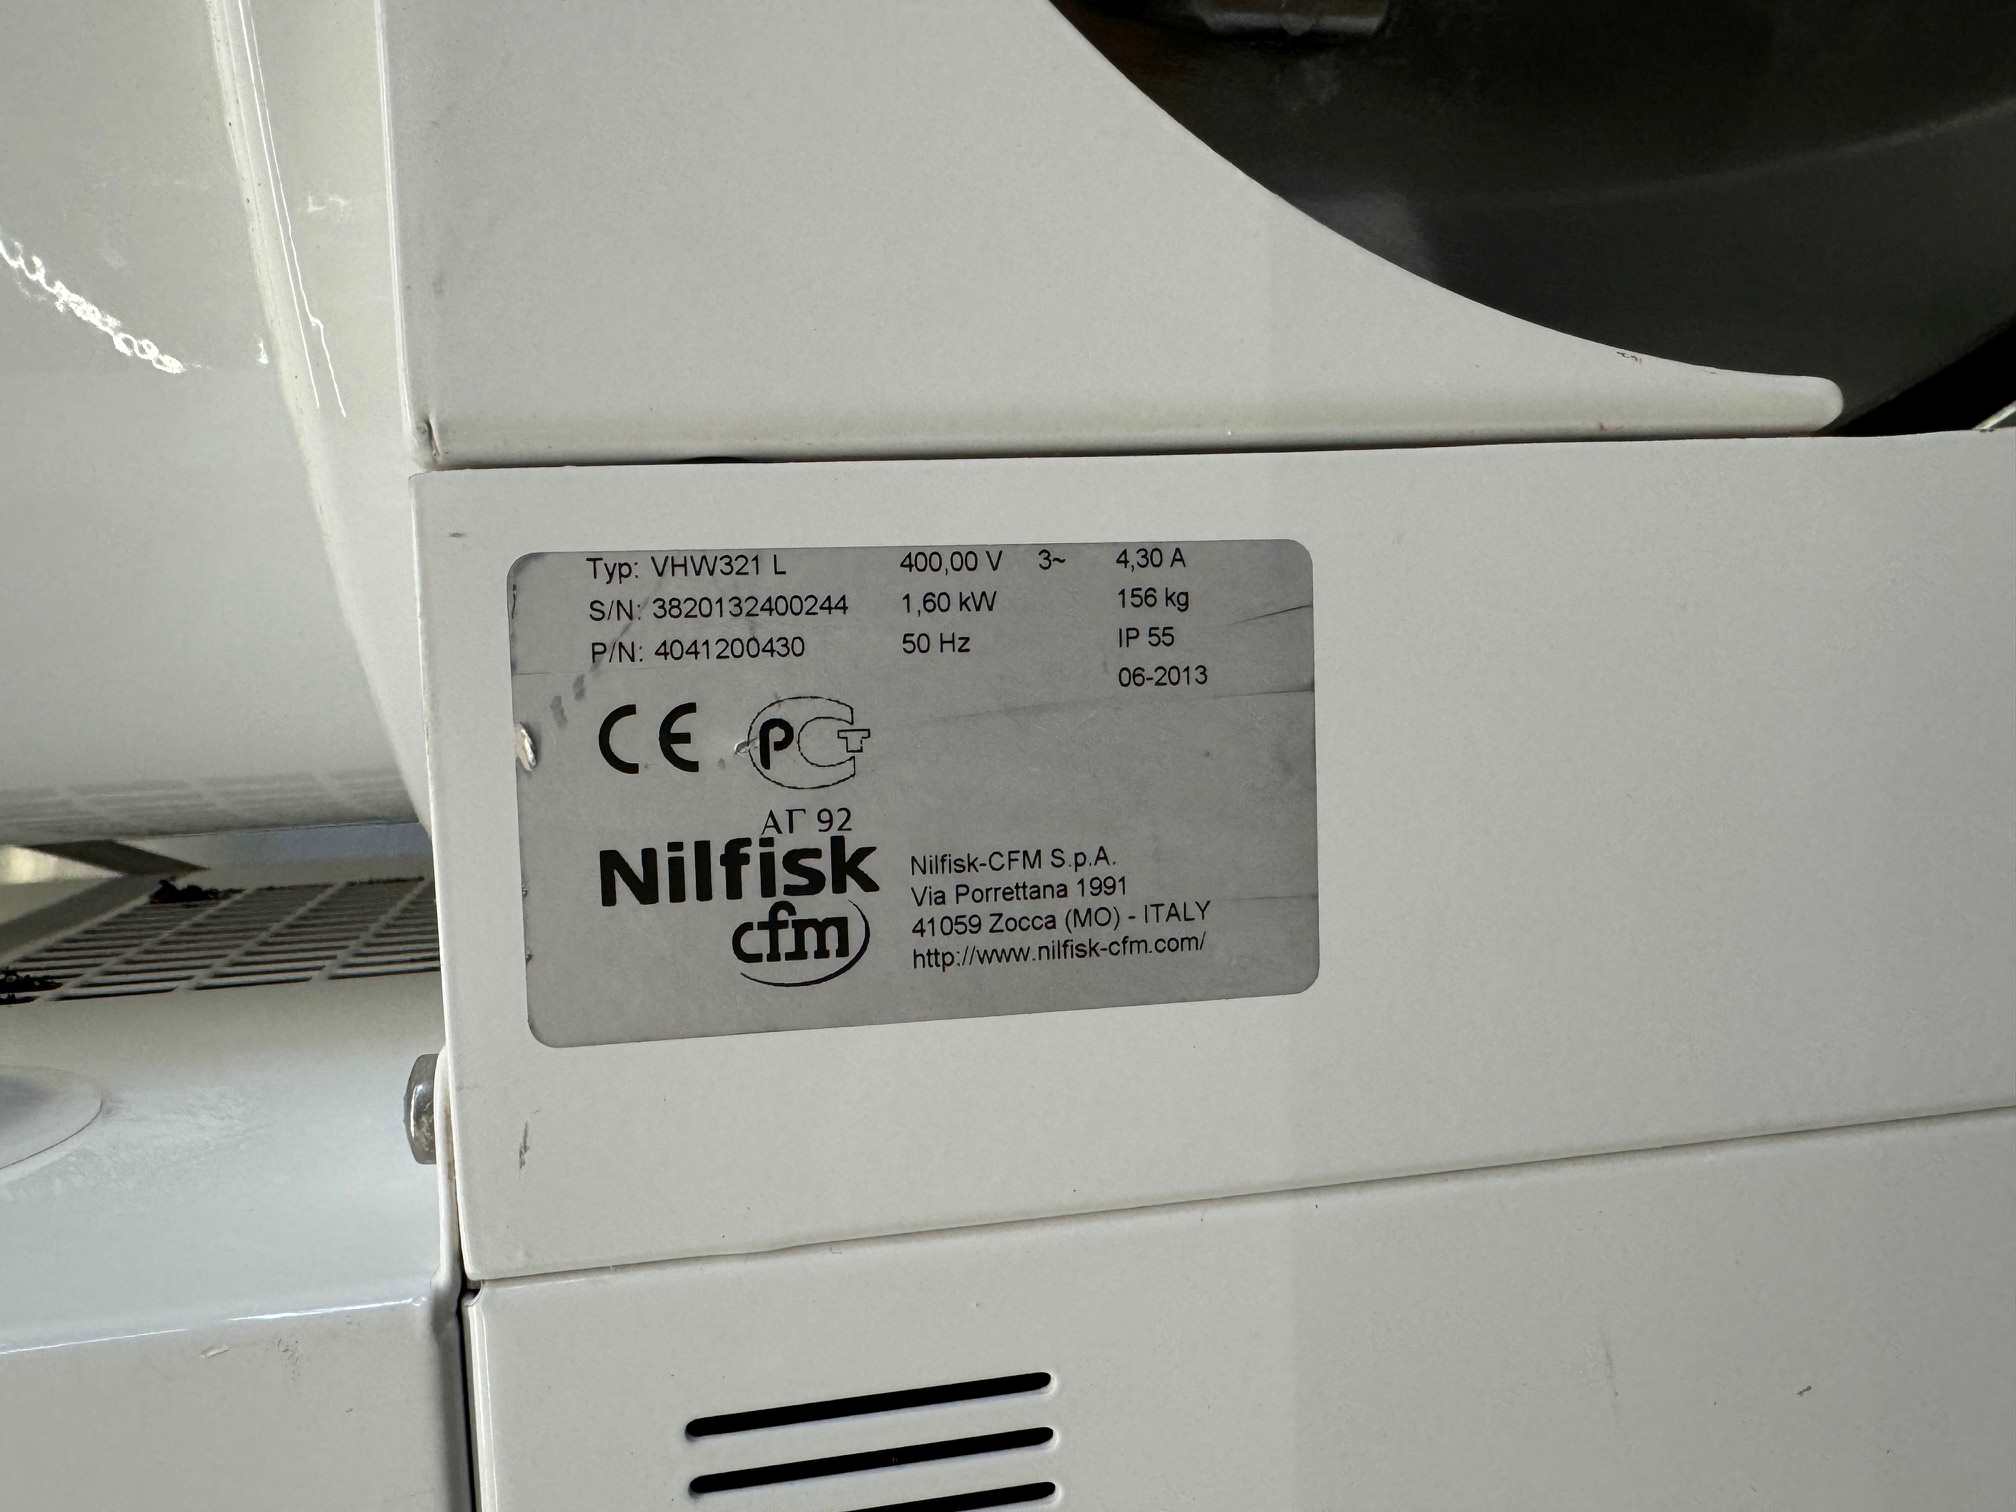 Typ: VHW321 L 400,00 V 3~ 4,30 A
S/N: 3820132400244 1,60 kW 156 kg
P/N: 4041200430 50 Hz IP 55
06-2013
CE РСТ
АГ 92
Nilfisk
cfm
Nilfisk-CFM S.p.A.
Via Porrettana 1991
41059 Zocca (MO) - ITALY
http://www.nilfisk-cfm.com/